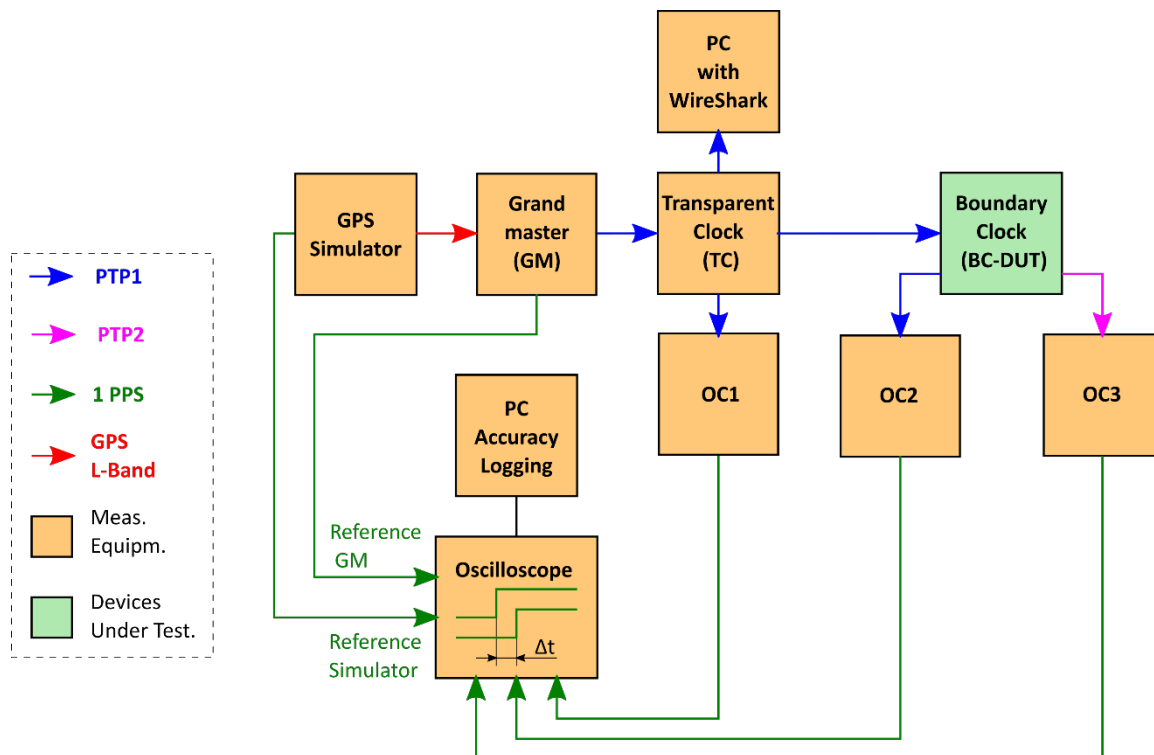 PC
with
WireShark
GPS
Simulator
Grand
master
(GM)
Transparent
Clock
(TC)
Boundary
Clock
(BC-DUT)
PTP1
PTP2
1 PPS
GPS
L-Band
Meas.
Equipm.
Devices
Under Test.
OC1
OC2
OC3
PC
Accuracy
Logging
Reference
GM
Oscilloscope
Δt
Reference
Simulator